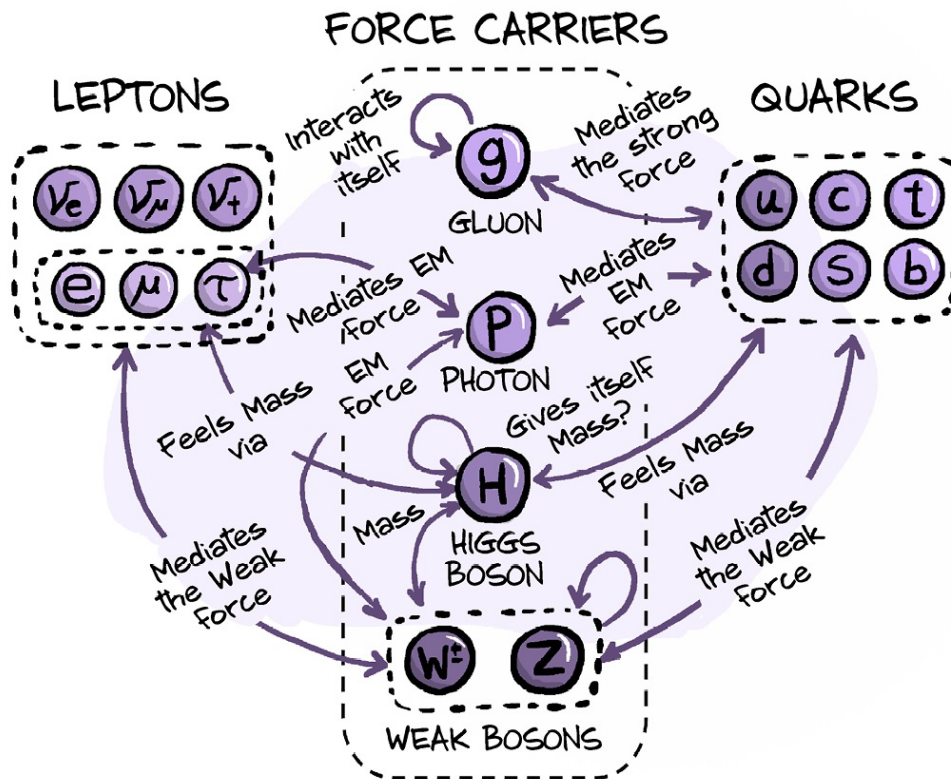 FORCE CARRIERS
LEPTONS
QUARKS
Interacts
with
itself
g
GLUON
Mediates
the strong
force
νe νμ ντ
e μ τ
u c t
d s b
Mediates EM
force
Mediates
EM
force
P
PHOTON
EM
force
Feels Mass
via
Gives itself
Mass?
H
HIGGS
BOSON
Mass
Feels Mass
via
Mediates
the Weak
force
Mediates
the Weak
force
W± Z
WEAK BOSONS